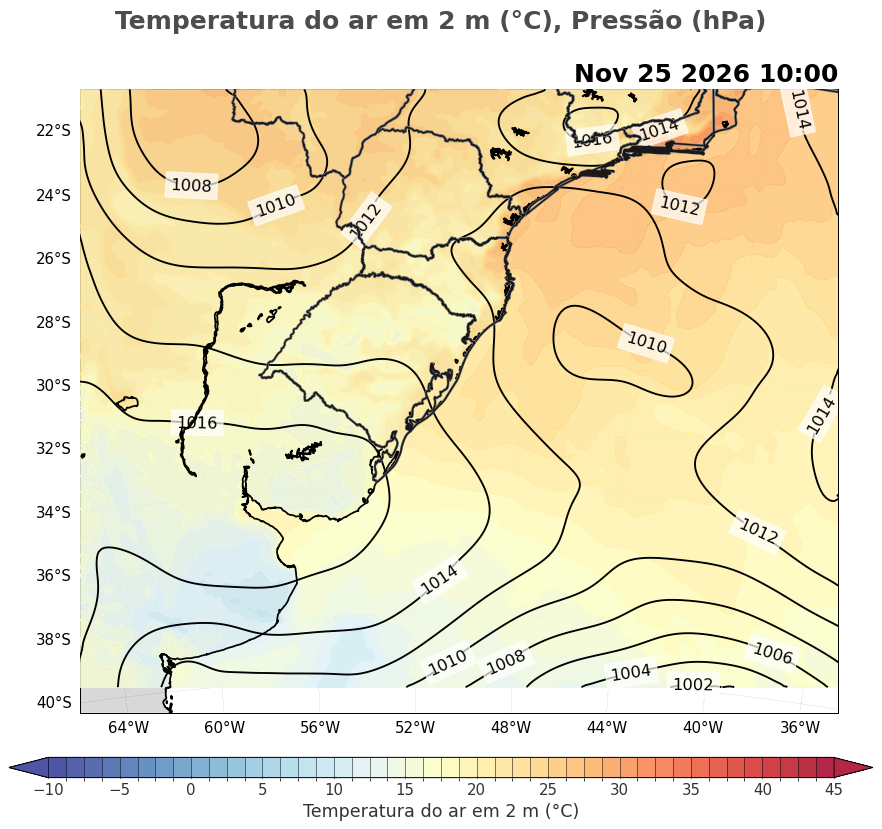 Temperatura do ar em 2 m (°C), Pressão (hPa)
Nov 25 2026 10:00
22°S
24°S
26°S
28°S
30°S
32°S
34°S
36°S
38°S
40°S
1014
1016
1014
1008
1010
1012
1012
1010
1014
1016
1012
1014
1010
1008
1006
1004
1002
64°W
60°W
56°W
52°W
48°W
44°W
40°W
36°W
−10
−5
0
5
10
15
20
25
30
35
40
45
Temperatura do ar em 2 m (°C)